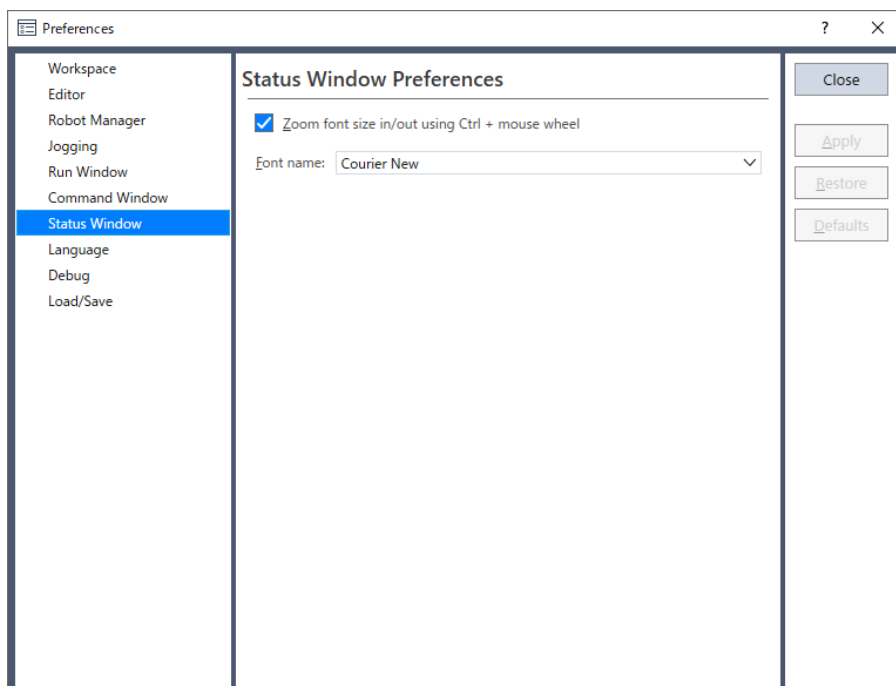 Preferences
?
Workspace
Editor
Robot Manager
Jogging
Run Window
Command Window
Status Window
Language
Debug
Load/Save
Status Window Preferences
Zoom font size in/out using Ctrl + mouse wheel
Font name: Courier New
Close
Apply
Restore
Defaults